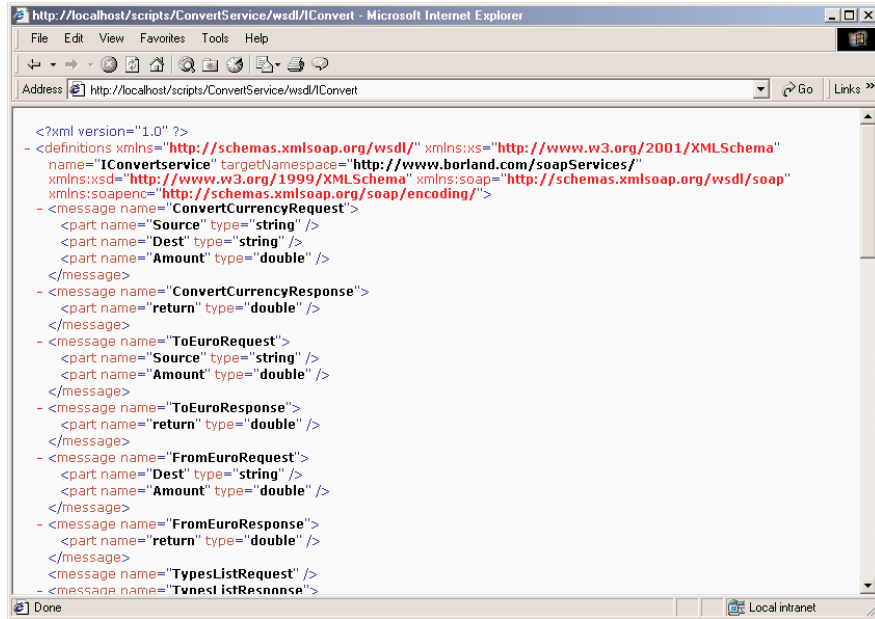 http://localhost/scripts/ConvertService/wsdl/IConvert - Microsoft Internet Explorer
File Edit View Favorites Tools Help
Address http://localhost/scripts/ConvertService/wsdl/IConvert Go Links »
<?xml version="1.0" ?>
- <definitions xmlns="http://schemas.xmlsoap.org/wsdl/" xmlns:xs="http://www.w3.org/2001/XMLSchema"
name="IConvertservice" targetNamespace="http://www.borland.com/soapServices/"
xmlns:xsd="http://www.w3.org/1999/XMLSchema" xmlns:soap="http://schemas.xmlsoap.org/wsdl/soap"
xmlns:soapenc="http://schemas.xmlsoap.org/soap/encoding/">
- <message name="ConvertCurrencyRequest">
<part name="Source" type="string" />
<part name="Dest" type="string" />
<part name="Amount" type="double" />
</message>
- <message name="ConvertCurrencyResponse">
<part name="return" type="double" />
</message>
- <message name="ToEuroRequest">
<part name="Source" type="string" />
<part name="Amount" type="double" />
</message>
- <message name="ToEuroResponse">
<part name="return" type="double" />
</message>
- <message name="FromEuroRequest">
<part name="Dest" type="string" />
<part name="Amount" type="double" />
</message>
- <message name="FromEuroResponse">
<part name="return" type="double" />
</message>
<message name="TypesListRequest" />
- <message name="TypesListResponse">
Done Local intranet